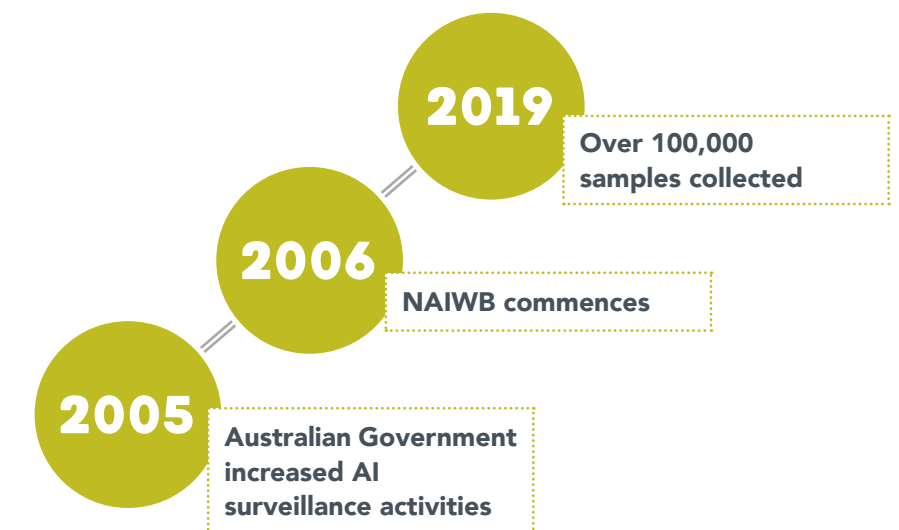 2019
Over 100,000
samples collected
2006
NAIWB commences
2005
Australian Government
increased AI
surveillance activities